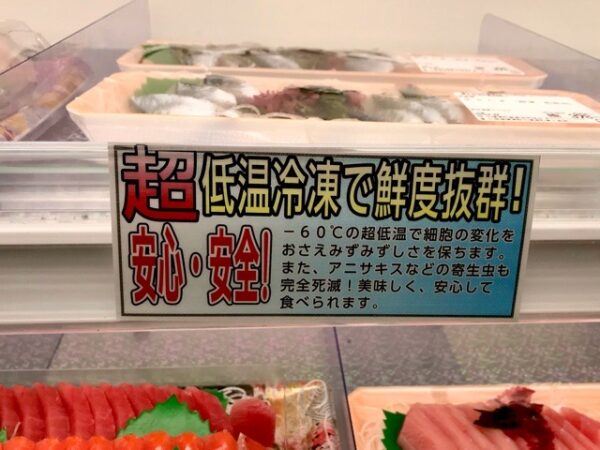 超低温冷凍で鮮度抜群!
安心・安全!
－60℃の超低温で細胞の変化を
おさえみずみずしさを保ちます。
また、アニサキスなどの寄生虫も
完全死滅!美味しく、安心して
食べられます。